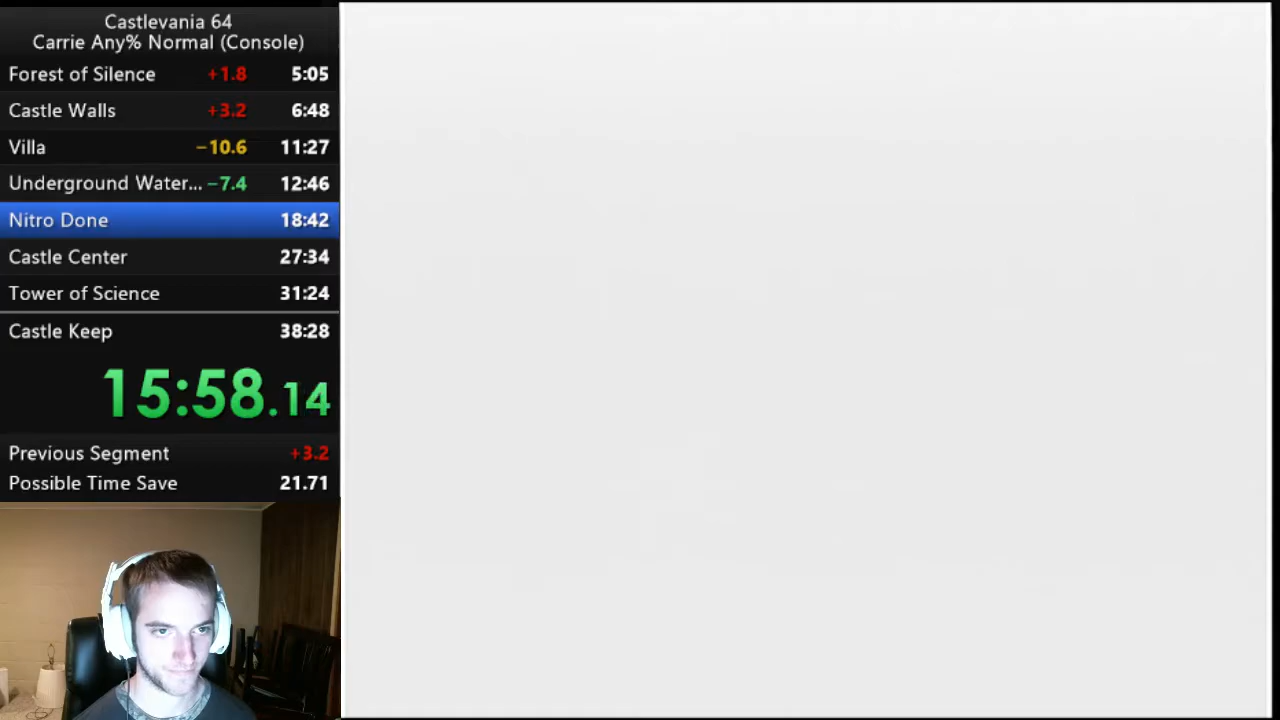 Castlevania 64
Carrie Any% Normal (Console)
Forest of Silence +1.8 5:05
Castle Walls +3.2 6:48
Villa −10.6 11:27
Underground Water... −7.4 12:46
Nitro Done 18:42
Castle Center 27:34
Tower of Science 31:24
Castle Keep 38:28
15:58.14
Previous Segment +3.2
Possible Time Save 21.71